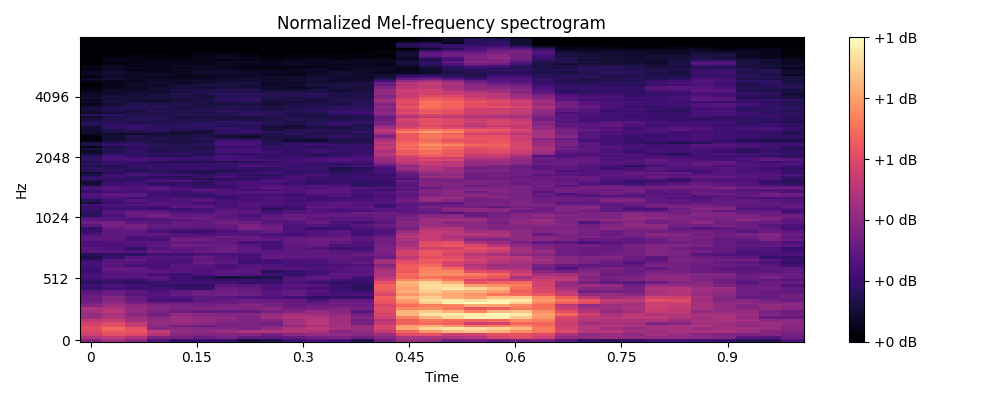 Normalized Mel-frequency spectrogram
Hz
4096
2048
1024
512
0
0 0.15 0.3 0.45 0.6 0.75 0.9
Time
+1 dB
+1 dB
+1 dB
+0 dB
+0 dB
+0 dB